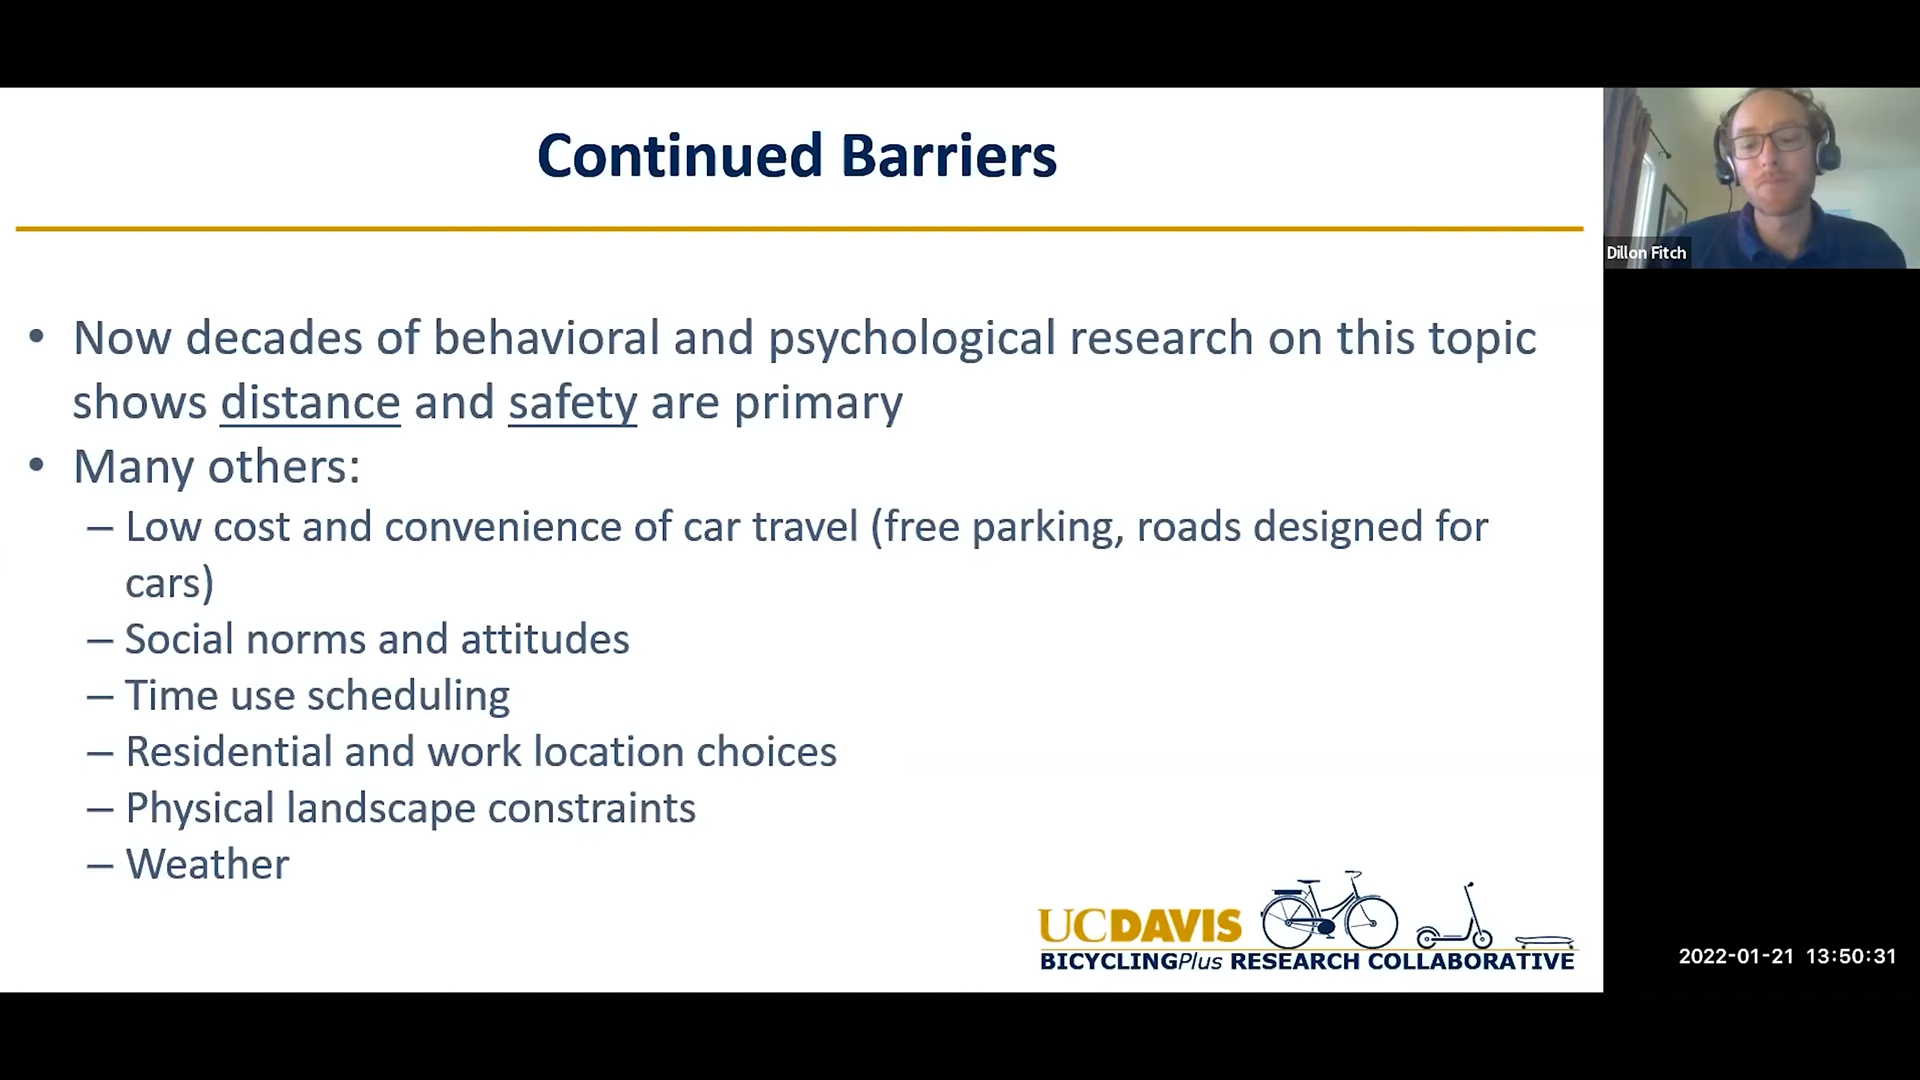 Continued Barriers
• Now decades of behavioral and psychological research on this topic
shows distance and safety are primary
• Many others:
– Low cost and convenience of car travel (free parking, roads designed for
cars)
– Social norms and attitudes
– Time use scheduling
– Residential and work location choices
– Physical landscape constraints
– Weather
UCDAVIS
BICYCLINGPlus RESEARCH COLLABORATIVE
Dillon Fitch
2022-01-21 13:50:31